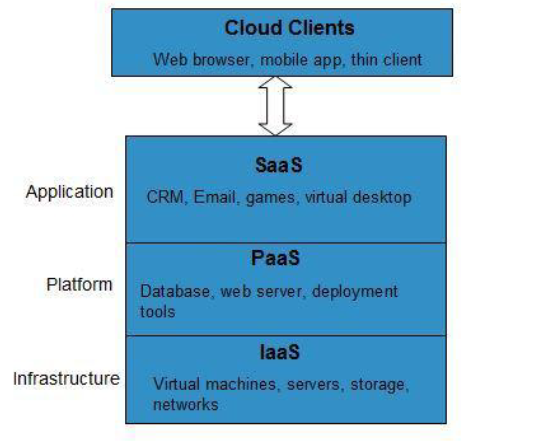 Cloud Clients
Web browser, mobile app, thin client
SaaS
Application
CRM, Email, games, virtual desktop
PaaS
Platform
Database, web server, deployment
tools
IaaS
Infrastructure
Virtual machines, servers, storage,
networks